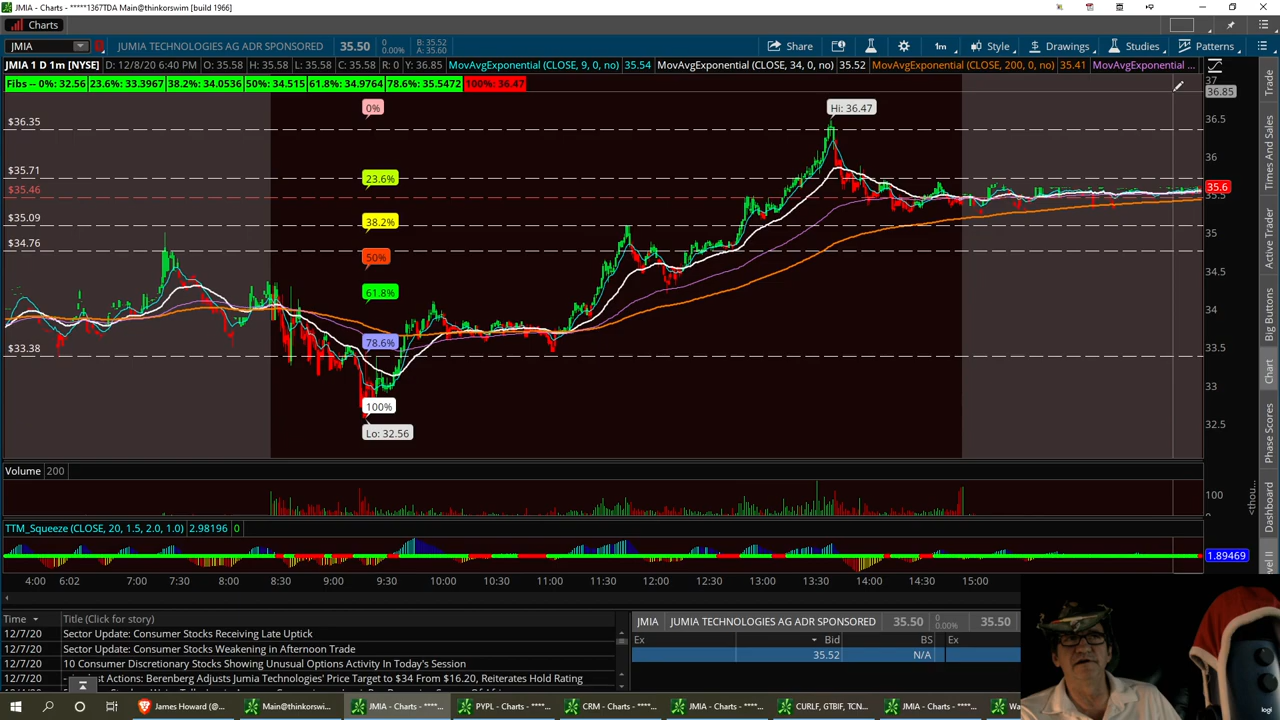 JMIA - Charts - *****1367TDA Main@thinkorswim [build 1966]
Charts
JMIA
JUMIA TECHNOLOGIES AG ADR SPONSORED
35.50
0
0.00%
B: 35.52
A: 35.60
Share
1m
Style
Drawings
Studies
Patterns
JMIA 1 D 1m [NYSE]
D: 12/8/20 6:40 PM
O: 35.58
H: 35.58
L: 35.58
C: 35.58
R: 0
Y: 36.85
MovAvgExponential (CLOSE, 9, 0, no)
35.54
MovAvgExponential (CLOSE, 34, 0, no)
35.52
MovAvgExponential (CLOSE, 200, 0, no)
35.41
MovAvgExponential ...
Fibs -- 0%: 32.56
23.6%: 33.3967
38.2%: 34.0536
50%: 34.515
61.8%: 34.9764
78.6%: 35.5472
100%: 36.47
37
36.85
36.5
36
35.6
35.5
35
34.5
34
33.5
33
32.5
$36.35
$35.71
$35.46
$35.09
$34.76
$33.38
0%
23.6%
38.2%
50%
61.8%
78.6%
100%
Lo: 32.56
Hi: 36.47
Volume
200
100
0
<thou...
TTM_Squeeze (CLOSE, 20, 1.5, 2.0, 1.0)
2.98196
0
1.89469
4:00
6:02
7:00
7:30
8:00
8:30
9:00
9:30
10:00
10:30
11:00
11:30
12:00
12:30
13:00
13:30
14:00
14:30
15:00
Trade
Times And Sales
Active Trader
Big Buttons
Chart
Phase Scores
Dashboard
Time
Title (Click for story)
12/7/20
Sector Update: Consumer Stocks Receiving Late Uptick
12/7/20
Sector Update: Consumer Stocks Weakening in Afternoon Trade
12/7/20
10 Consumer Discretionary Stocks Showing Unusual Options Activity In Today's Session
12/7/20
Actions: Berenberg Adjusts Jumia Technologies' Price Target to $34 From $16.20, Reiterates Hold Rating
JMIA
JUMIA TECHNOLOGIES AG ADR SPONSORED
35.50
0
0.00%
35.50
Ex
Bid
BS
Ex
35.52
N/A
James Howard (@...
Main@thinkorswi...
JMIA - Charts - ****...
PYPL - Charts - ****...
CRM - Charts - ****...
JMIA - Charts - ****...
CURLF, GTBIF, TCN...
JMIA - Charts - ****...
logi